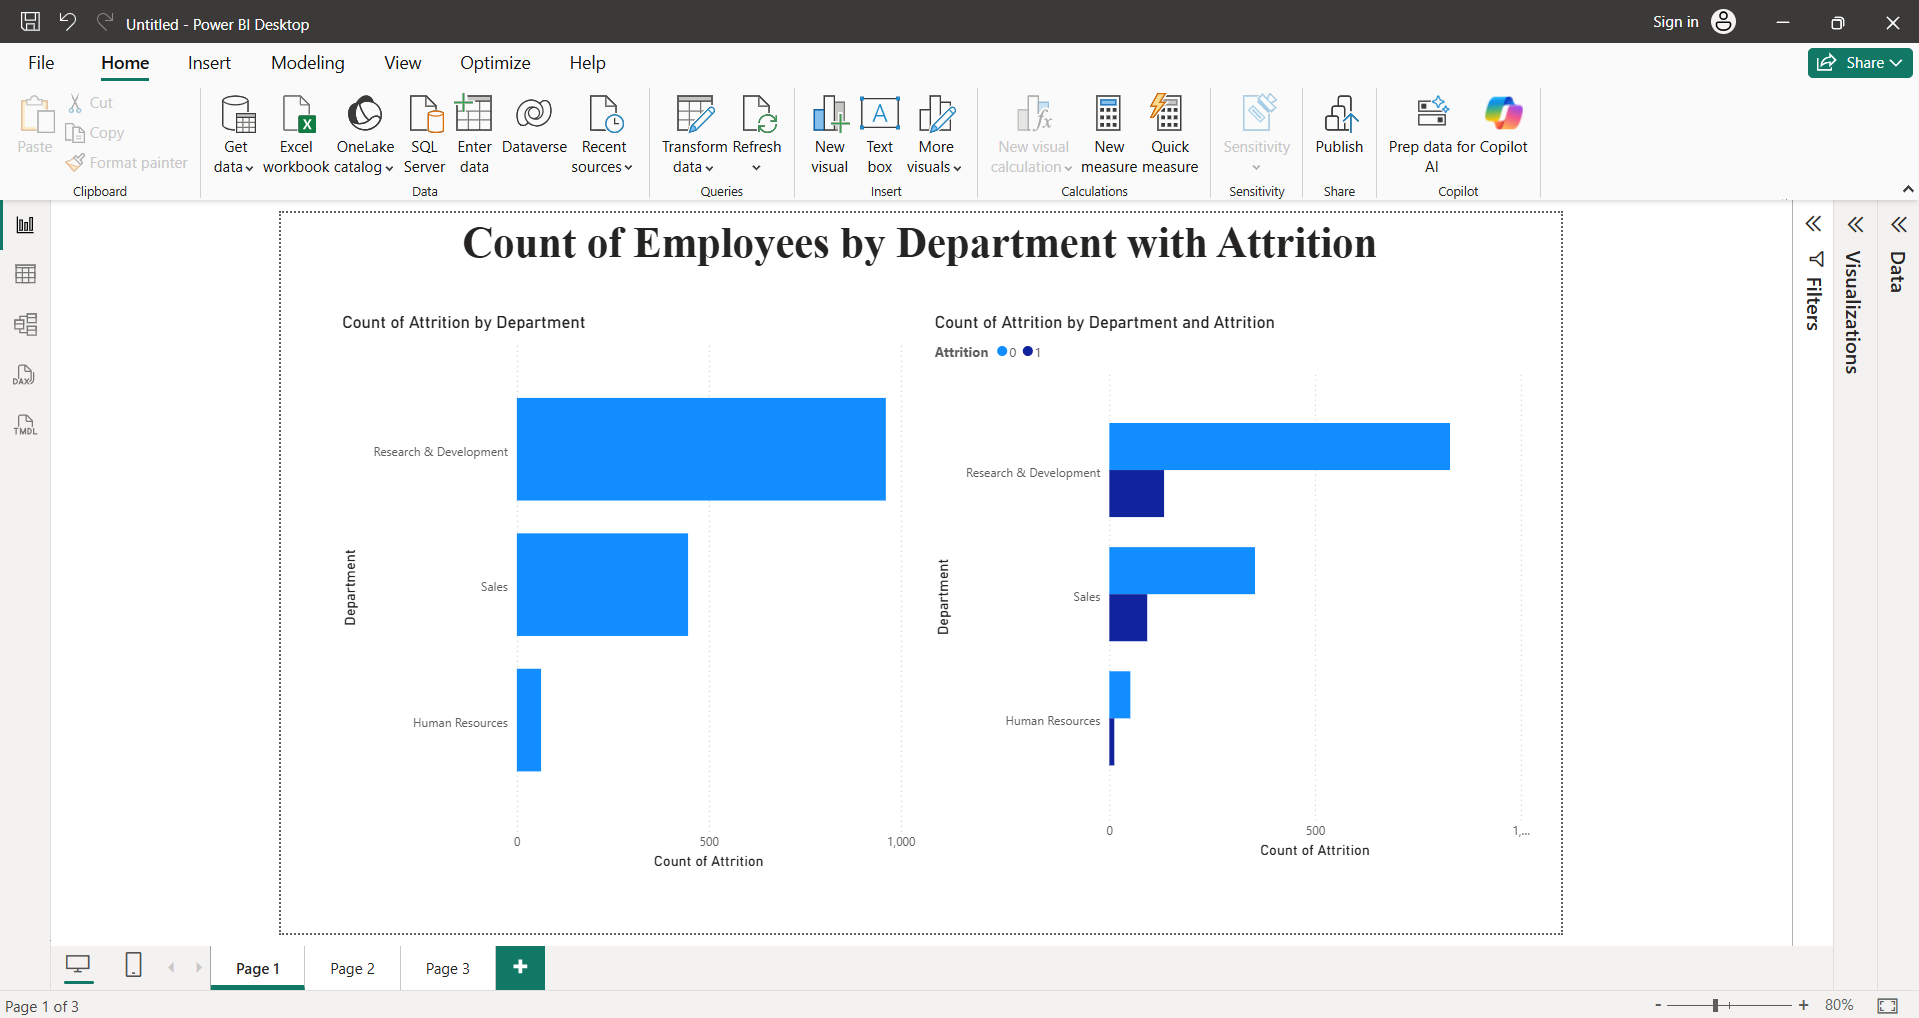 Untitled - Power BI Desktop
Sign in
File Home Insert Modeling View Optimize Help
Share
Paste
Cut
Copy
Format painter
Clipboard
Get data
Excel workbook
OneLake catalog
SQL Server
Enter data
Dataverse
Recent sources
Data
Transform data
Refresh
Queries
New visual
Text box
More visuals
Insert
New visual calculation
New measure
Quick measure
Calculations
Sensitivity
Sensitivity
Publish
Share
Prep data for AI
Copilot
Copilot
DAX
TMDL
Count of Employees by Department with Attrition
Count of Attrition by Department
Department
Research & Development
Sales
Human Resources
0 500 1,000
Count of Attrition
Count of Attrition by Department and Attrition
Attrition 0 1
Department
Research & Development
Sales
Human Resources
0 500 1,...
Count of Attrition
Filters
Visualizations
Data
Page 1 Page 2 Page 3
Page 1 of 3
- + 80%